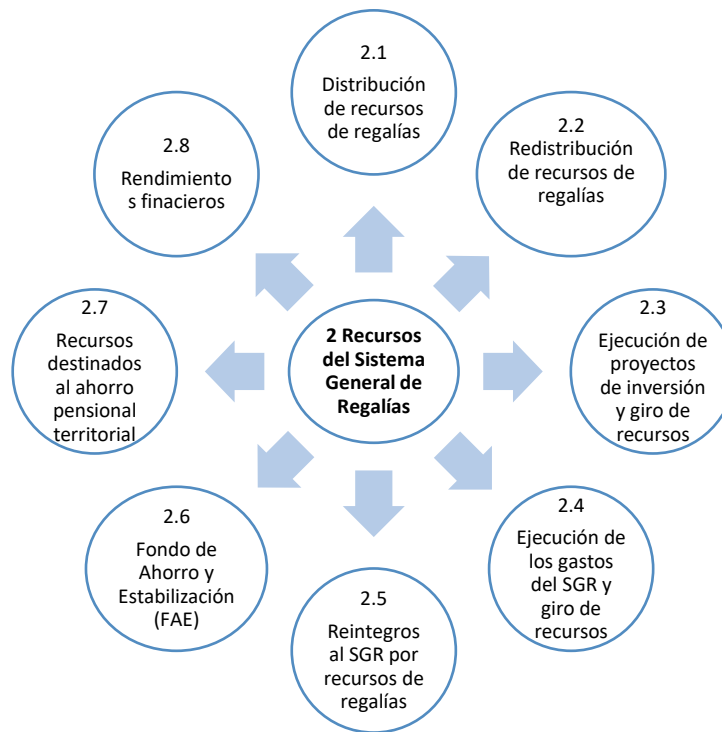 2.1
Distribución
de recursos
de regalías
2.2
Redistribución
de recursos de
regalías
2.3
Ejecución de
proyectos
de inversión
y giro de
recursos
2.4
Ejecución de
los gastos
del SGR y
giro de
recursos
2.5
Reintegros
al SGR por
recursos de
regalías
2.6
Fondo de
Ahorro y
Estabilización
(FAE)
2.7
Recursos
destinados
al ahorro
pensional
territorial
2.8
Rendimiento
s finacieros
2 Recursos
del Sistema
General de
Regalías